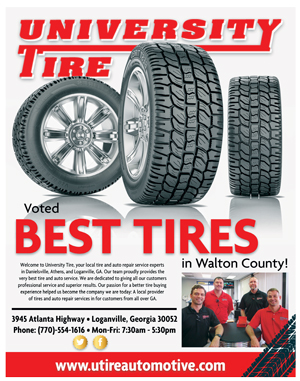 UNIVERSITY
TIRE
Voted
BEST TIRES
in Walton County!
Welcome to University Tire, your local tire and auto repair service experts
in Danielsville, Athens, and Loganville, GA. Our team proudly provides the
very best tire and auto service. We are dedicated to giving all our customers
professional service and superior results. Our passion for a better tire buying
experience helped us become the company we are today: A local provider
of tires and auto repair services in for customers from all over GA.
3945 Atlanta Highway • Loganville, Georgia 30052
Phone: (770)-554-1616 • Mon-Fri: 7:30am - 5:30pm
www.utireautomotive.com